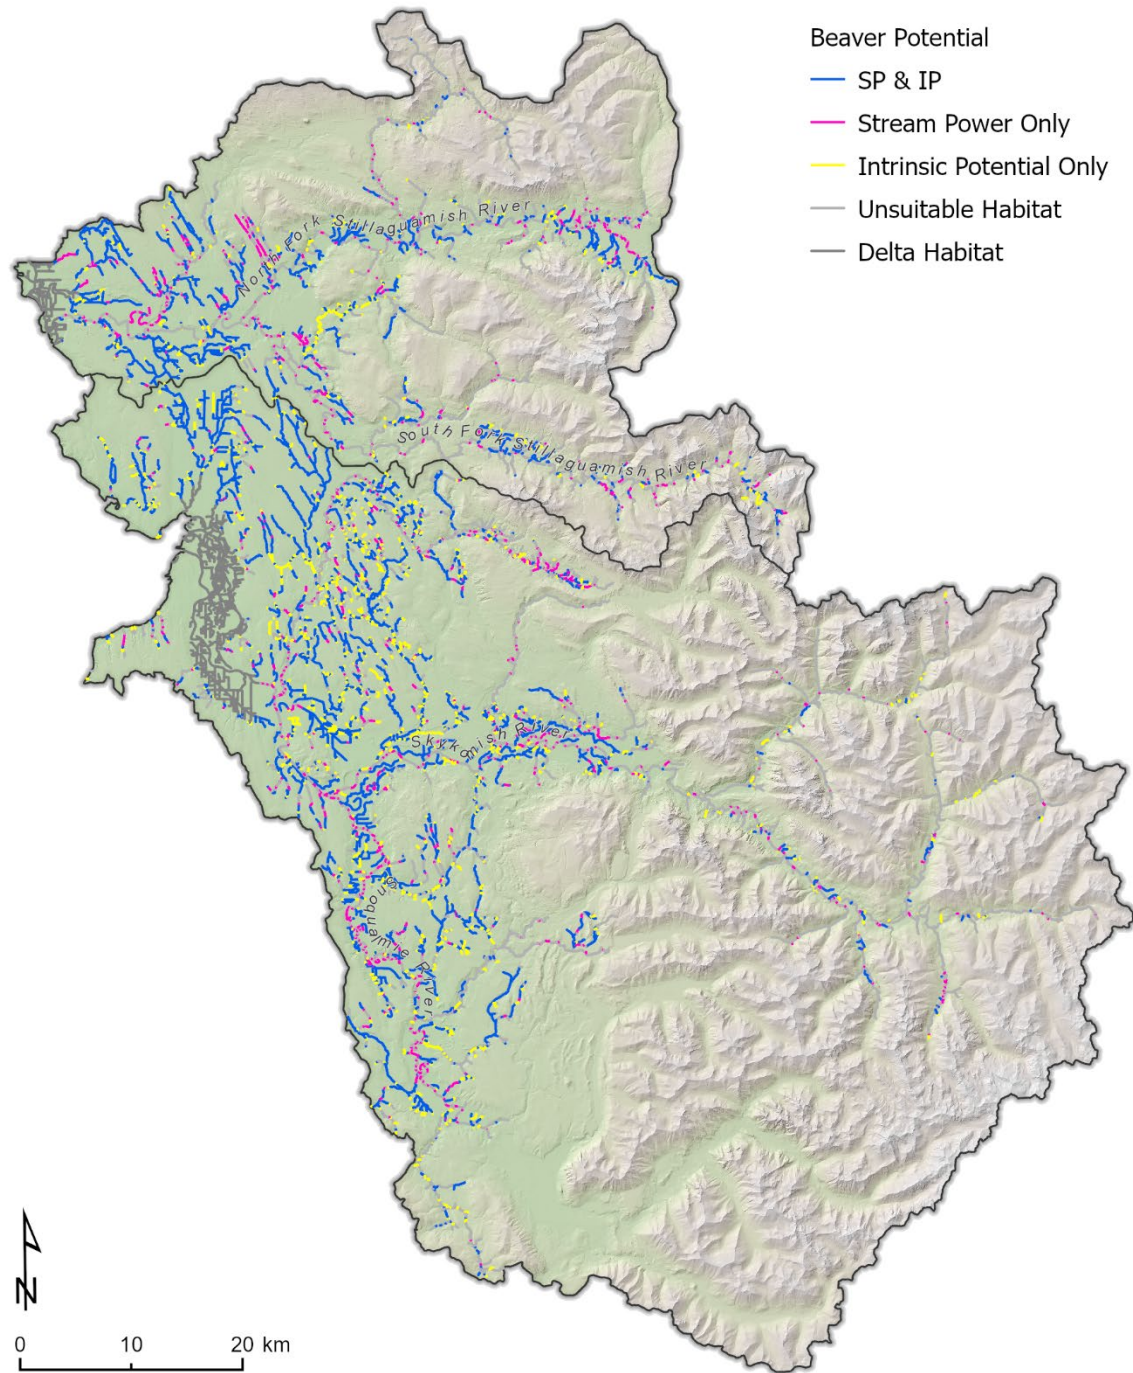 Beaver Potential
SP & IP
Stream Power Only
Intrinsic Potential Only
Unsuitable Habitat
Delta Habitat
North Fork Stillaguamish River
South Fork Stillaguamish River
Skykomish River
Snoqualmie River
N
0 10 20 km